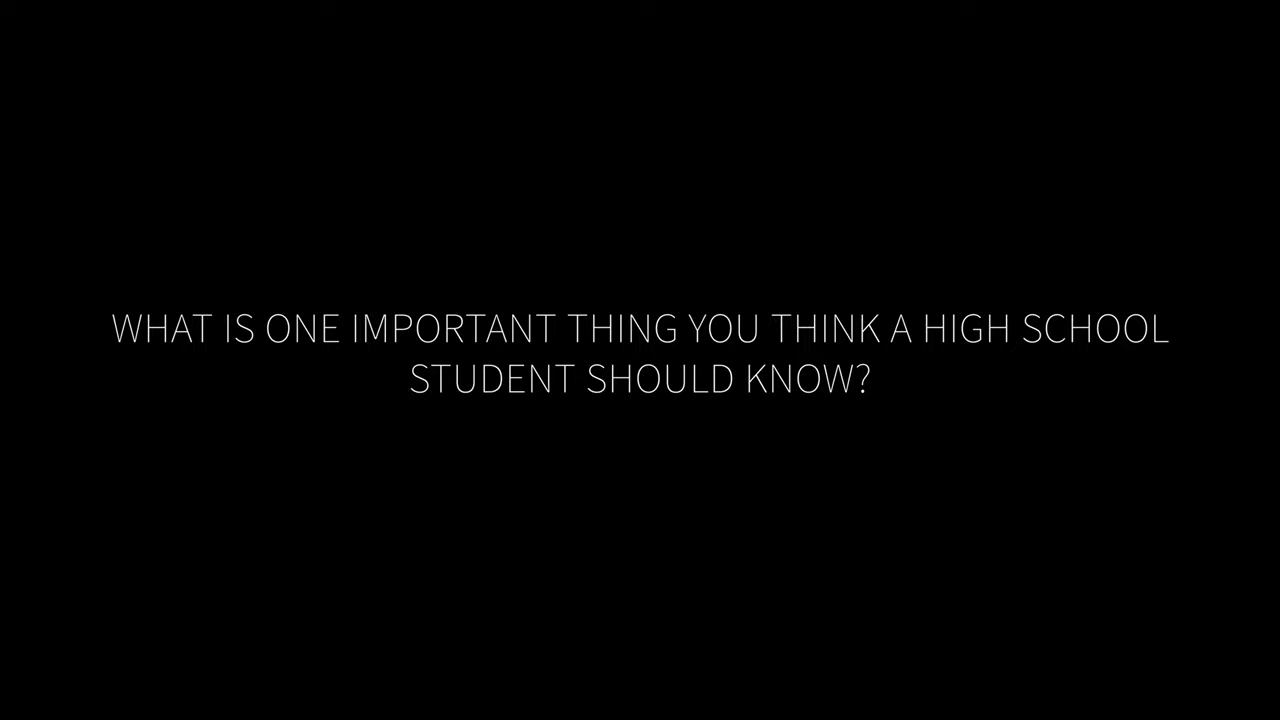 WHAT IS ONE IMPORTANT THING YOU THINK A HIGH SCHOOL
STUDENT SHOULD KNOW?